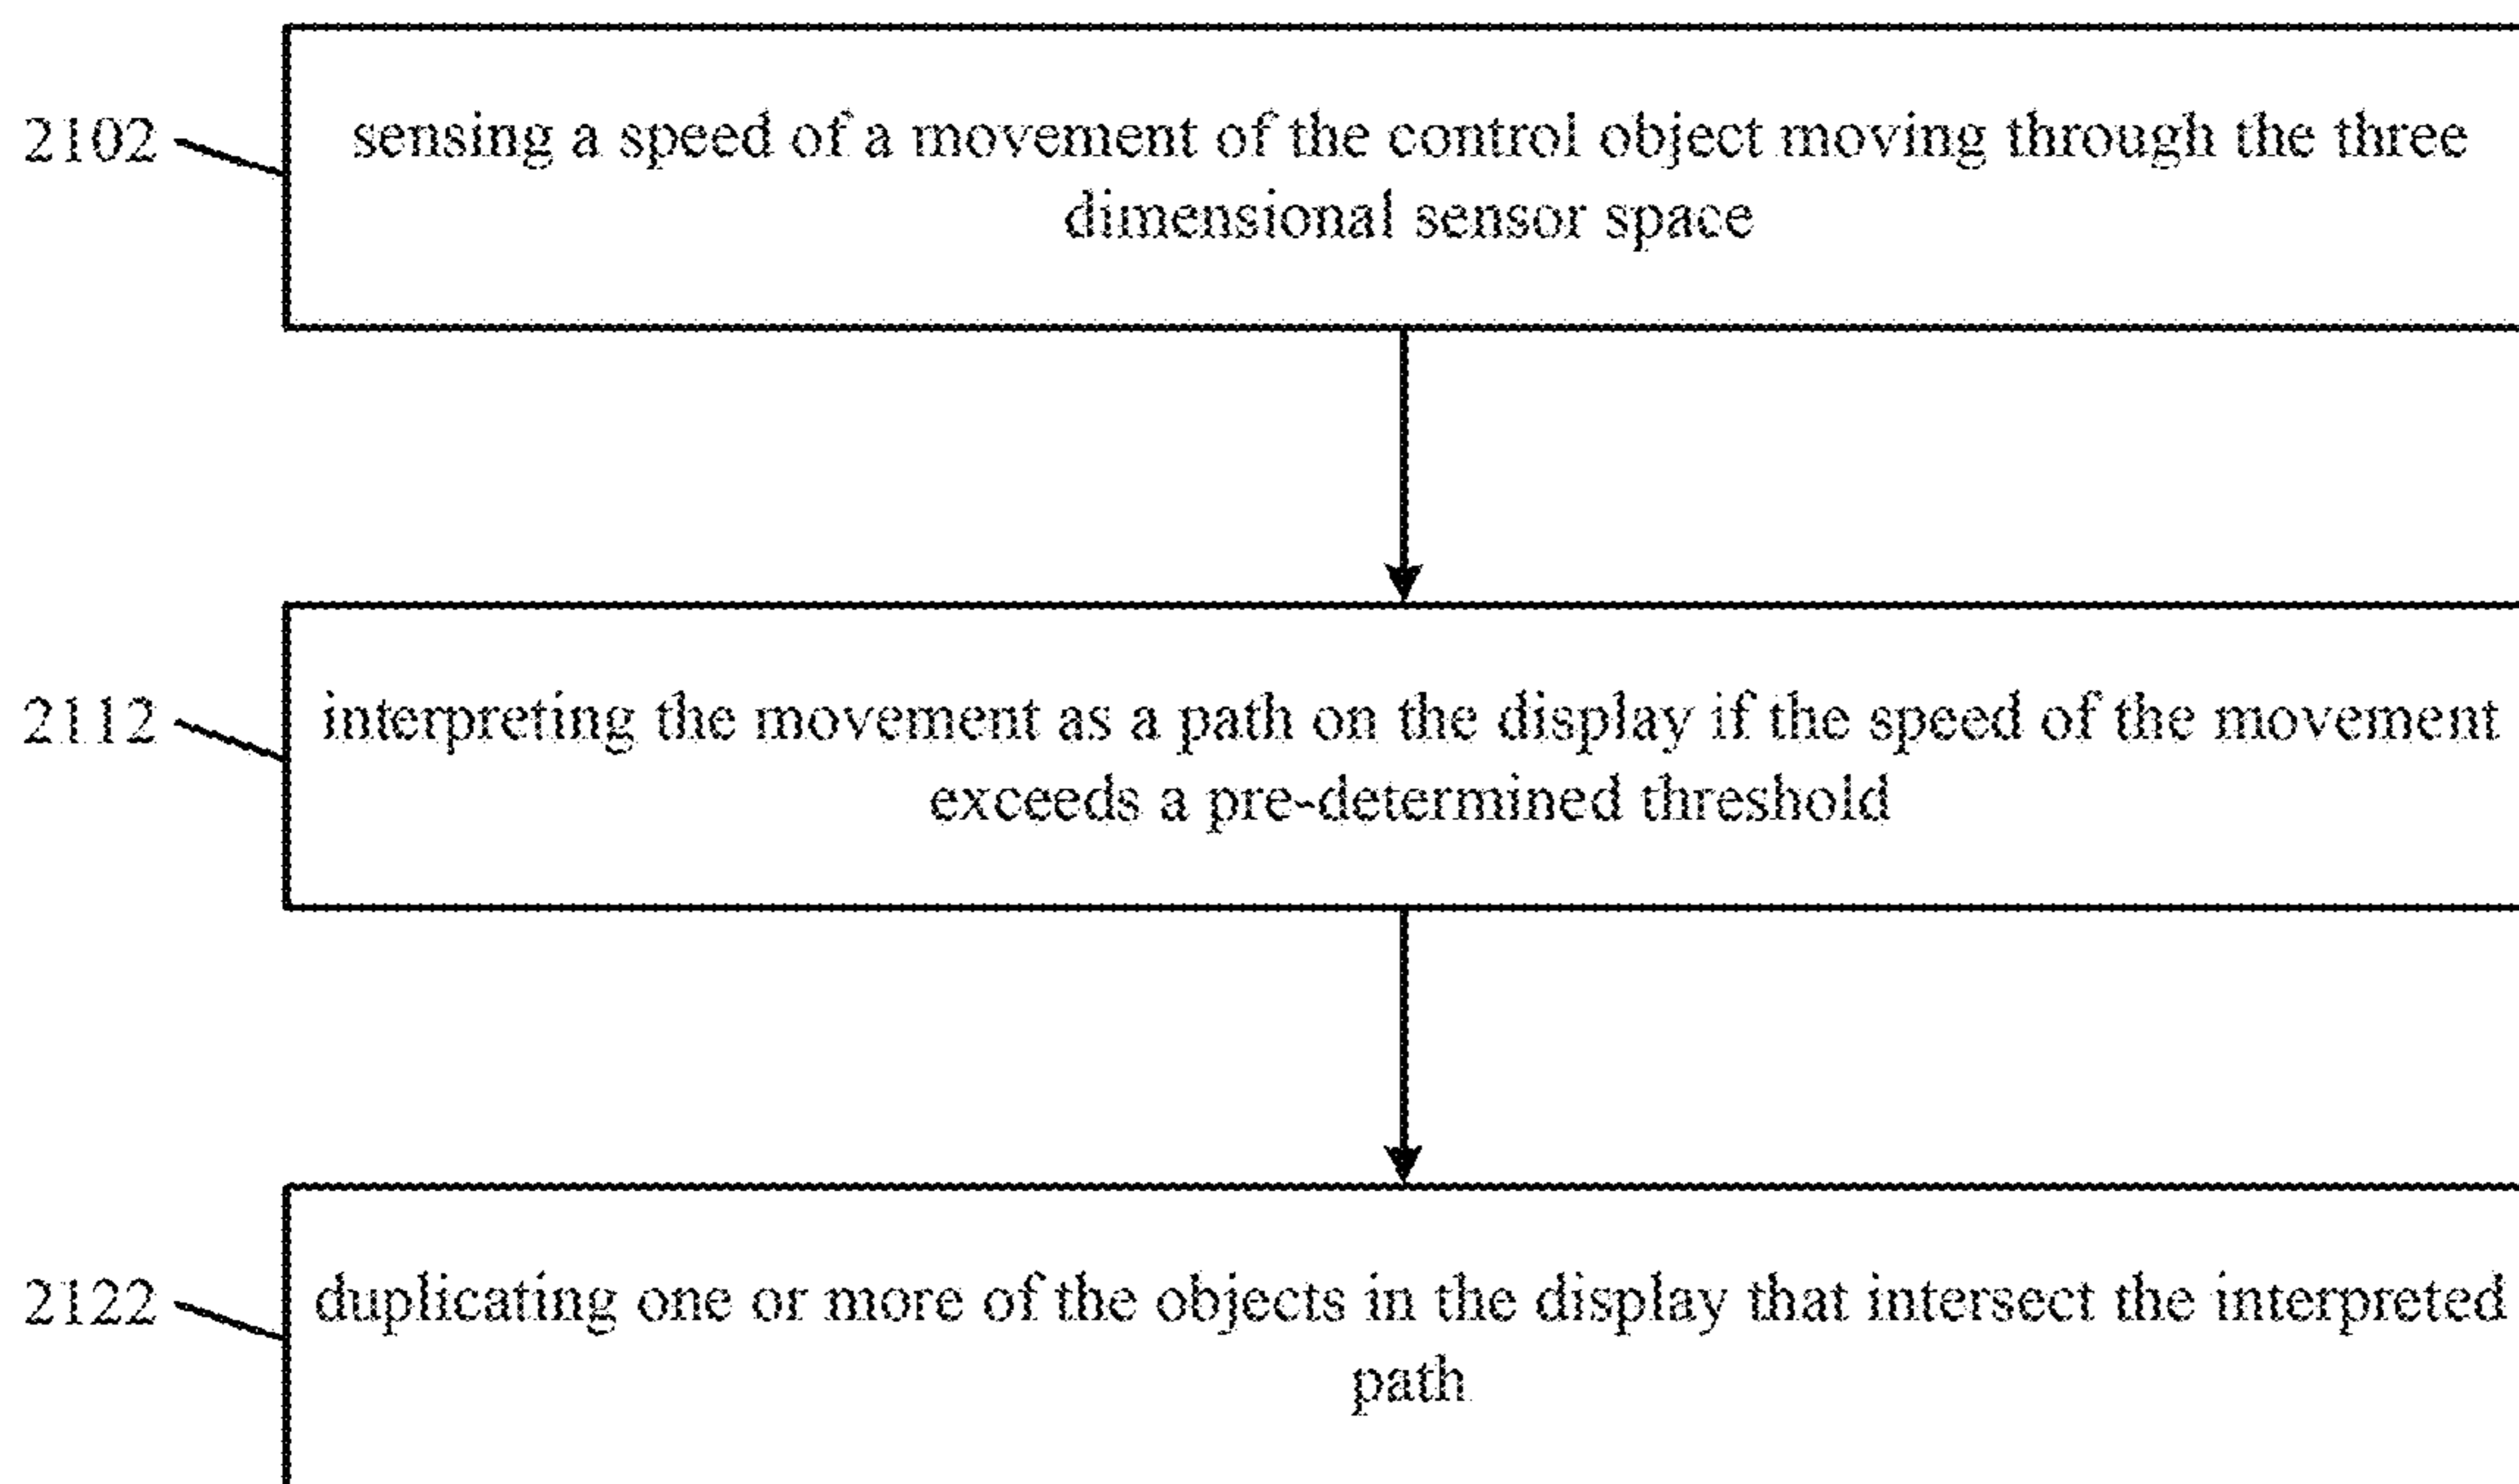 2102
sensing a speed of a movement of the control object moving through the three
dimensional sensor space
2112
interpreting the movement as a path on the display if the speed of the movement
exceeds a pre-determined threshold
2122
duplicating one or more of the objects in the display that intersect the interpreted
path